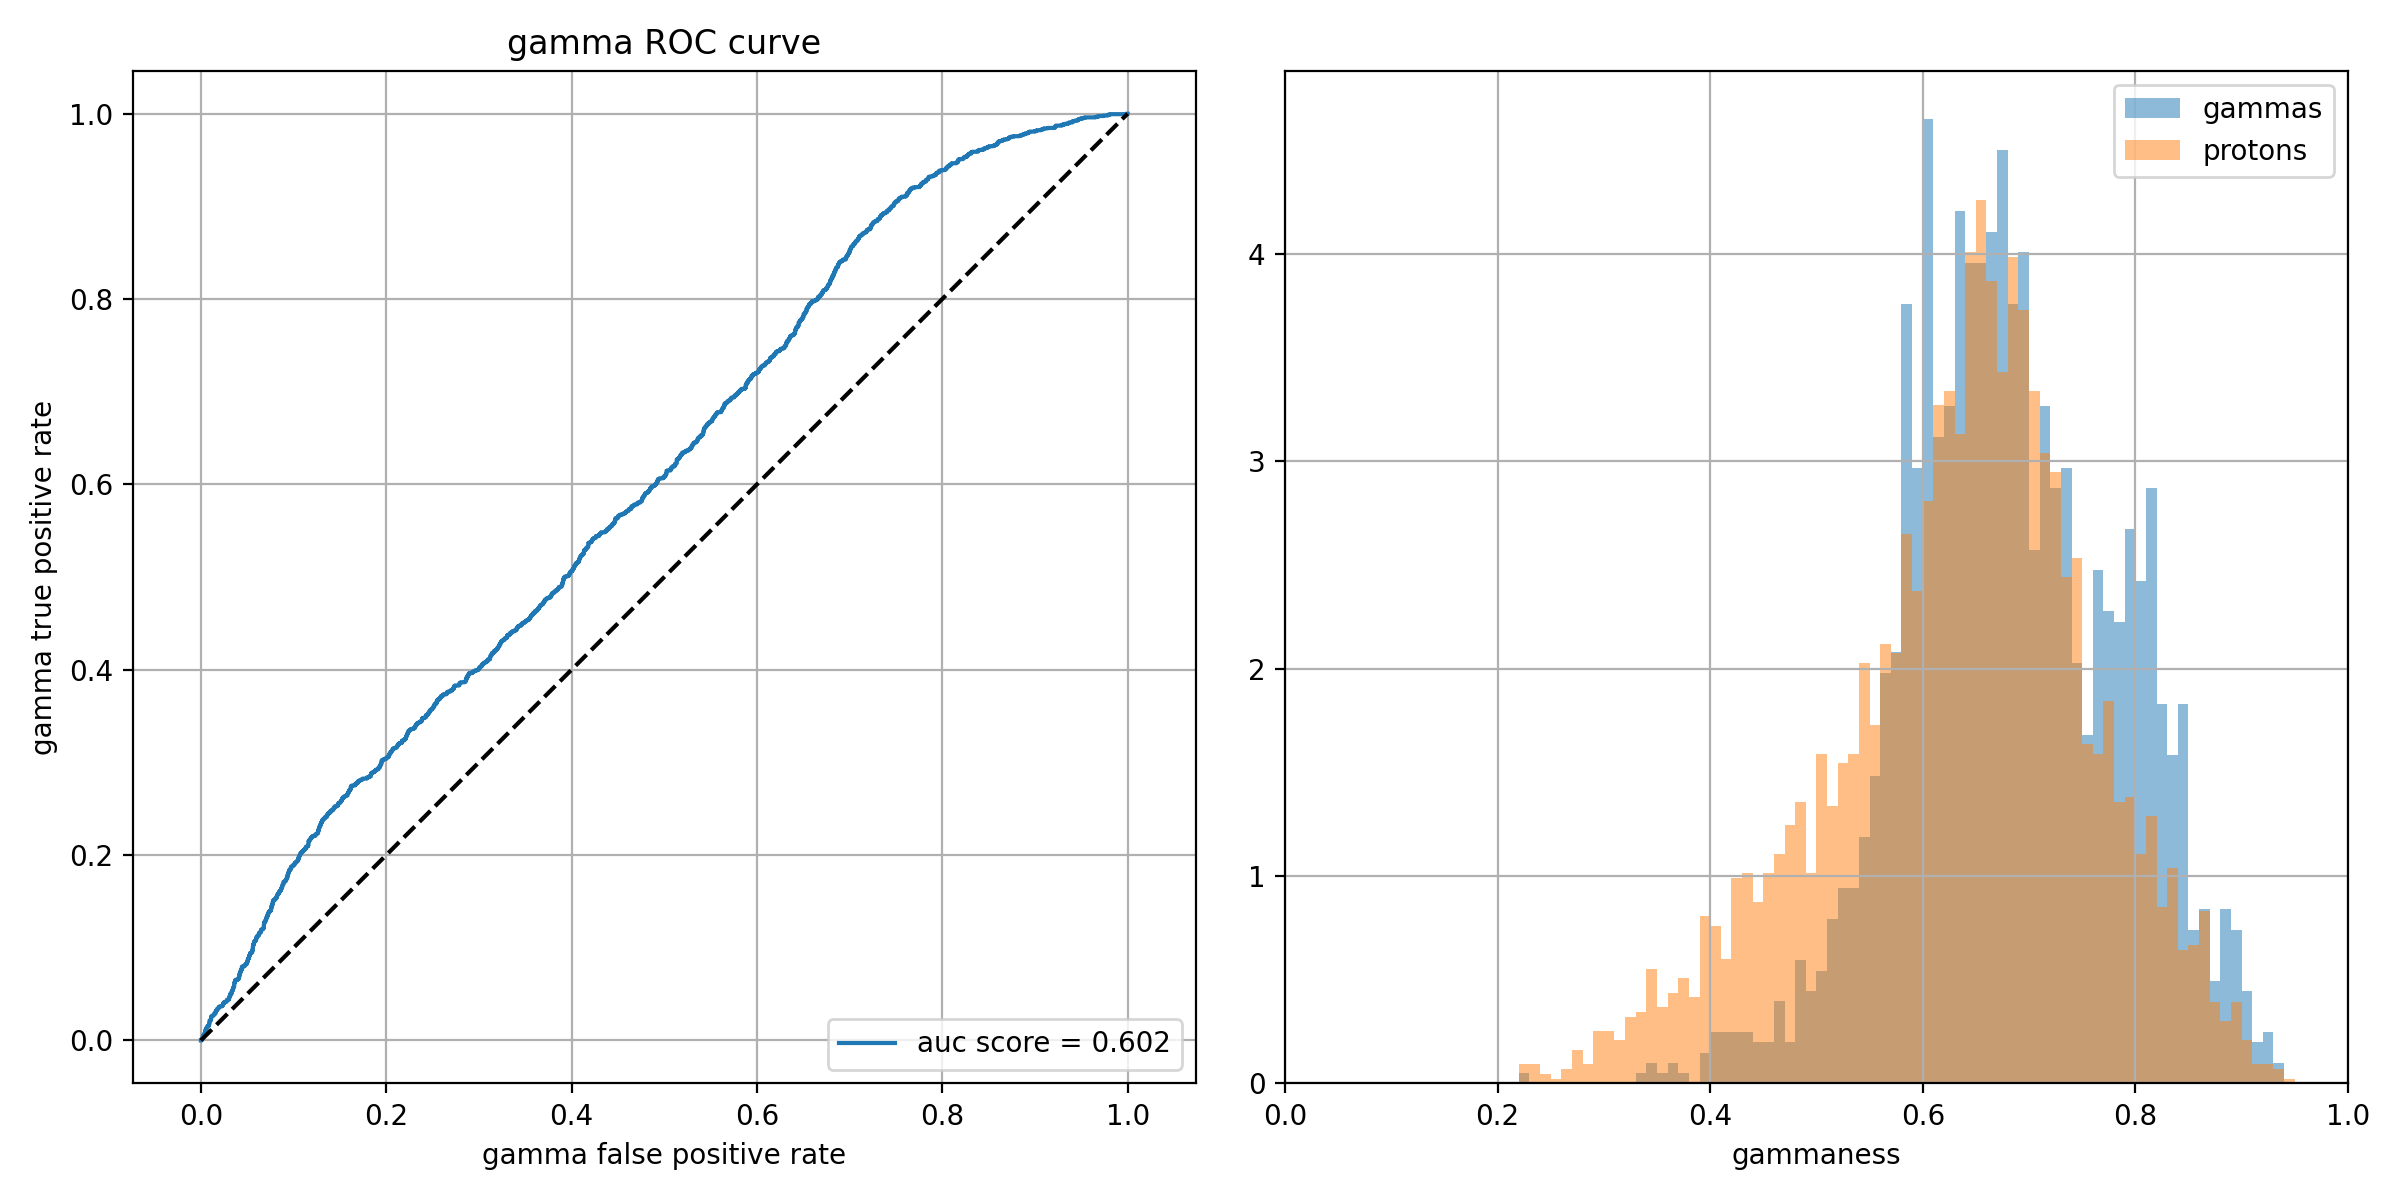 gamma ROC curve
1.0
0.8
0.6
0.4
0.2
0.0
gamma true positive rate
0.0 0.2 0.4 0.6 0.8 1.0
gamma false positive rate
auc score = 0.602
gammas
protons
4
3
2
1
0
0.0 0.2 0.4 0.6 0.8 1.0
gammaness